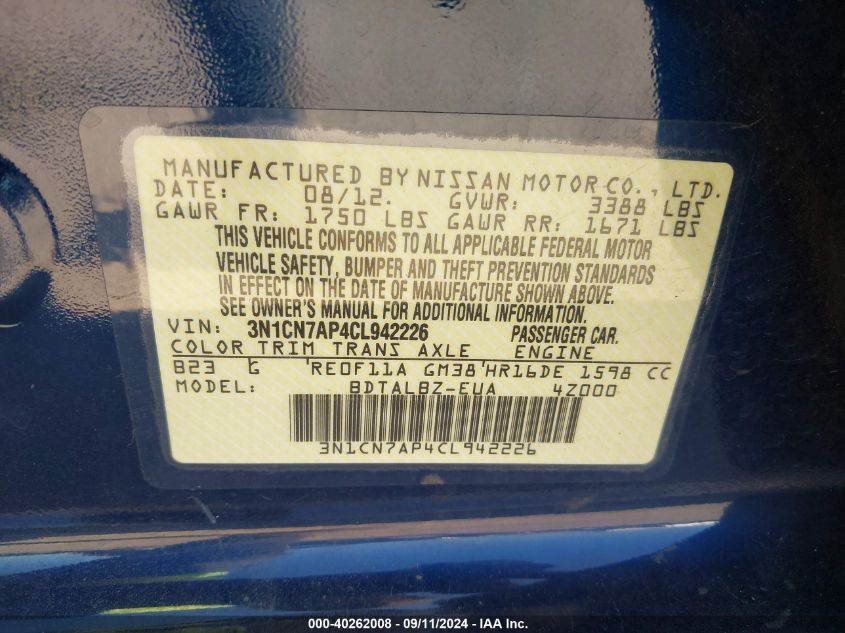 MANUFACTURED BY NISSAN MOTOR CO., LTD.
DATE: 08/12. GVWR: 3388 LBS
GAWR FR: 1750 LBS GAWR RR: 1671 LBS
THIS VEHICLE CONFORMS TO ALL APPLICABLE FEDERAL MOTOR
VEHICLE SAFETY, BUMPER AND THEFT PREVENTION STANDARDS
IN EFFECT ON THE DATE OF MANUFACTURE SHOWN ABOVE.
SEE OWNER'S MANUAL FOR ADDITIONAL INFORMATION.
VIN: 3N1CN7AP4CL942226 PASSENGER CAR.
COLOR TRIM TRANS AXLE ENGINE
B23 G RE0F11A GM38 HR16DE 1598 CC
MODEL: BDTALBZ-EUA 4Z000
3N1CN7AP4CL942226
000-40262008 - 09/11/2024 - IAA Inc.